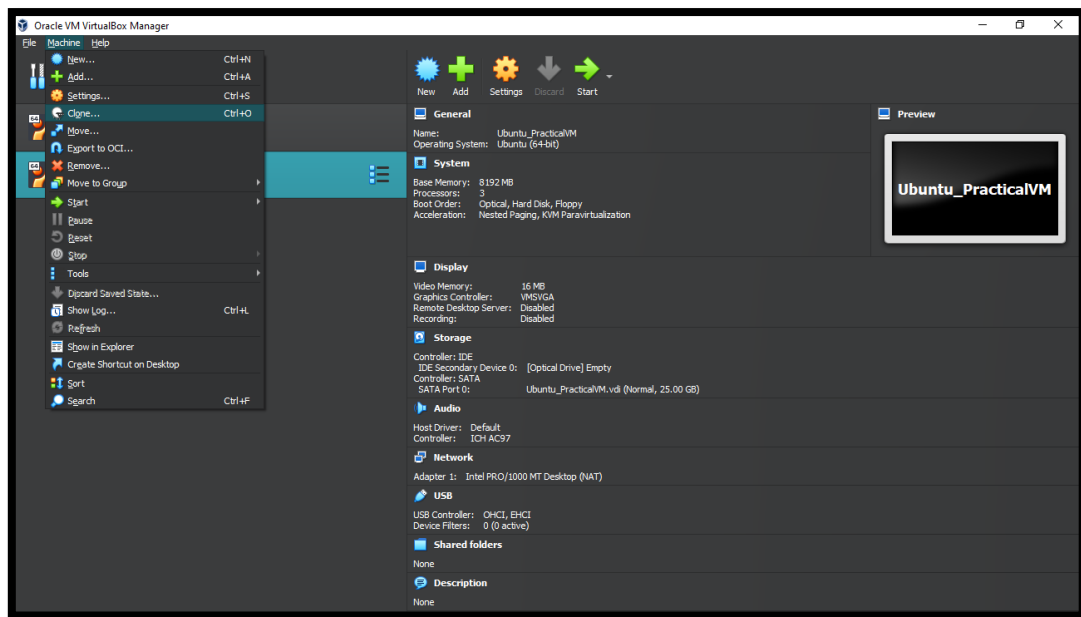 Oracle VM VirtualBox Manager
File Machine Help
New... Ctrl+N
Add... Ctrl+A
Settings... Ctrl+S
Clone... Ctrl+O
Move...
Export to OCI...
Remove...
Move to Group
Start
Pause
Reset
Stop
Tools
Discard Saved State...
Show Log... Ctrl+L
Refresh
Show in Explorer
Create Shortcut on Desktop
Sort
Search Ctrl+F
64
64
New Add Settings Discard Start
General
Name: Ubuntu_PracticalVM
Operating System: Ubuntu (64-bit)
System
Base Memory: 8192 MB
Processors: 3
Boot Order: Optical, Hard Disk, Floppy
Acceleration: Nested Paging, KVM Paravirtualization
Preview
Ubuntu_PracticalVM
Display
Video Memory: 16 MB
Graphics Controller: VMSVGA
Remote Desktop Server: Disabled
Recording: Disabled
Storage
Controller: IDE
IDE Secondary Device 0: [Optical Drive] Empty
Controller: SATA
SATA Port 0: Ubuntu_PracticalVM.vdi (Normal, 25.00 GB)
Audio
Host Driver: Default
Controller: ICH AC97
Network
Adapter 1: Intel PRO/1000 MT Desktop (NAT)
USB
USB Controller: OHCI, EHCI
Device Filters: 0 (0 active)
Shared folders
None
Description
None